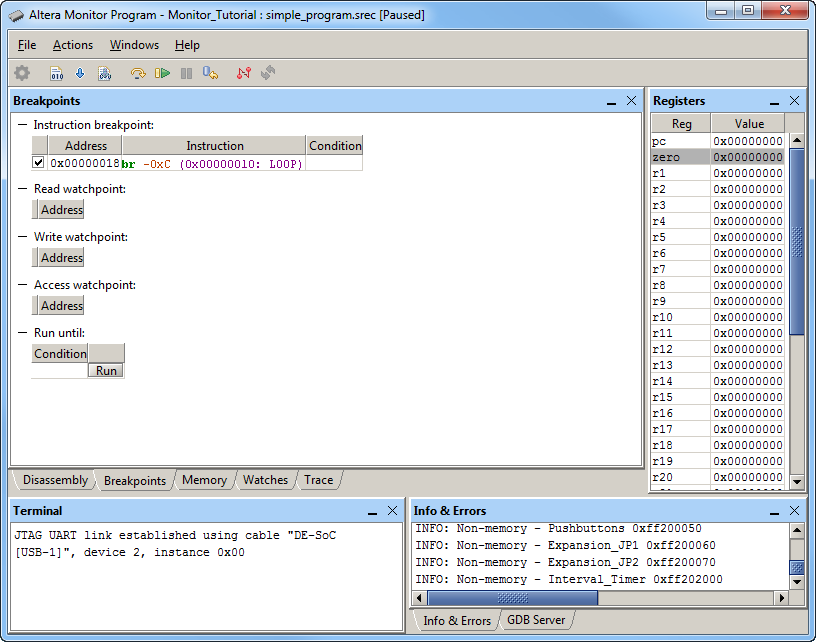 Altera Monitor Program - Monitor_Tutorial : simple_program.srec [Paused]
File Actions Windows Help
Breakpoints
Instruction breakpoint:
Address Instruction Condition
0x00000018 br -0xC (0x00000010: LOOP)
Read watchpoint:
Address
Write watchpoint:
Address
Access watchpoint:
Address
Run until:
Condition
Run
Disassembly Breakpoints Memory Watches Trace
Registers
Reg Value
pc 0x00000000
zero 0x00000000
r1 0x00000000
r2 0x00000000
r3 0x00000000
r4 0x00000000
r5 0x00000000
r6 0x00000000
r7 0x00000000
r8 0x00000000
r9 0x00000000
r10 0x00000000
r11 0x00000000
r12 0x00000000
r13 0x00000000
r14 0x00000000
r15 0x00000000
r16 0x00000000
r17 0x00000000
r18 0x00000000
r19 0x00000000
r20 0x00000000
Terminal
JTAG UART link established using cable "DE-SoC
[USB-1]", device 2, instance 0x00
Info & Errors
INFO: Non-memory - Pushbuttons 0xff200050
INFO: Non-memory - Expansion_JP1 0xff200060
INFO: Non-memory - Expansion_JP2 0xff200070
INFO: Non-memory - Interval_Timer 0xff202000
Info & Errors GDB Server